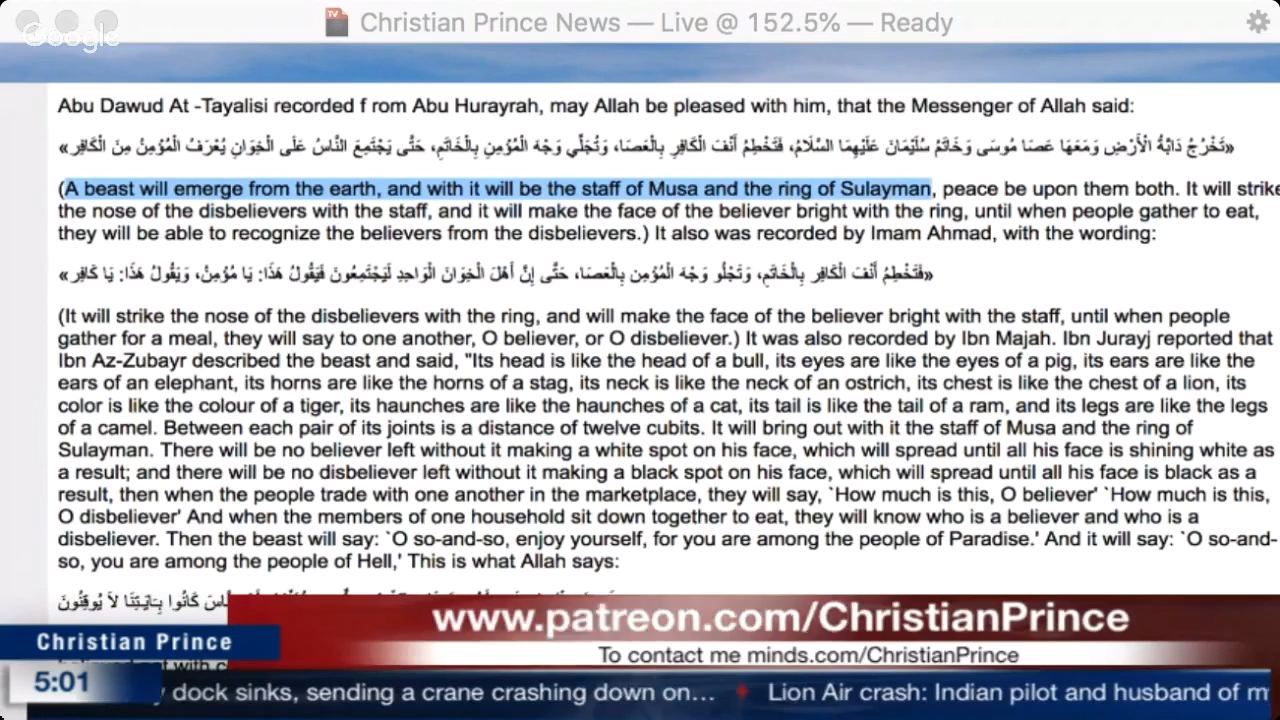 TV
Christian Prince News — Live @ 152.5% — Ready
Google
Abu Dawud At -Tayalisi recorded f rom Abu Hurayrah, may Allah be pleased with him, that the Messenger of Allah said:
«تَخْرُجُ دَابَّةُ الْأَرْضِ وَمَعَهَا عَصَا مُوسَى وَخَاتَمُ سُلَيْمَانَ عَلَيْهِمَا السَّلَامُ، فَتَخْطِمُ أَنْفَ الْكَافِرِ بِالْعَصَا، وَتُجَلِّي وَجْهَ الْمُؤْمِنِ بِالْخَاتَمِ، حَتَّى يَجْتَمِعَ النَّاسُ عَلَى الْخِوَانِ يُعْرَفُ الْمُؤْمِنُ مِنَ الْكَافِرِ»
(A beast will emerge from the earth, and with it will be the staff of Musa and the ring of Sulayman, peace be upon them both. It will strike
the nose of the disbelievers with the staff, and it will make the face of the believer bright with the ring, until when people gather to eat,
they will be able to recognize the believers from the disbelievers.) It also was recorded by Imam Ahmad, with the wording:
«فَتَخْطِمُ أَنْفَ الْكَافِرِ بِالْخَاتَمِ، وَتَجْلُو وَجْهَ الْمُؤْمِنِ بِالْعَصَا، حَتَّى إِنَّ أَهْلَ الْخِوَانَ الْوَاحِدِ لَيَجْتَمِعُونَ فَيَقُولُ هَذَا: يَا مُؤْمِنُ، وَيَقُولُ هَذَا: يَا كَافِرِ»
(It will strike the nose of the disbelievers with the ring, and will make the face of the believer bright with the staff, until when people
gather for a meal, they will say to one another, O believer, or O disbeliever.) It was also recorded by Ibn Majah. Ibn Jurayj reported that
Ibn Az-Zubayr described the beast and said, "Its head is like the head of a bull, its eyes are like the eyes of a pig, its ears are like the
ears of an elephant, its horns are like the horns of a stag, its neck is like the neck of an ostrich, its chest is like the chest of a lion, its
color is like the colour of a tiger, its haunches are like the haunches of a cat, its tail is like the tail of a ram, and its legs are like the legs
of a camel. Between each pair of its joints is a distance of twelve cubits. It will bring out with it the staff of Musa and the ring of
Sulayman. There will be no believer left without it making a white spot on his face, which will spread until all his face is shining white as
a result; and there will be no disbeliever left without it making a black spot on his face, which will spread until all his face is black as a
result, then when the people trade with one another in the marketplace, they will say, `How much is this, O believer' `How much is this,
O disbeliever' And when the members of one household sit down together to eat, they will know who is a believer and who is a
disbeliever. Then the beast will say: `O so-and-so, enjoy yourself, for you are among the people of Paradise.' And it will say: `O so-and-
so, you are among the people of Hell,' This is what Allah says:
كَانُوا بِـَايَـتِنَا لاَ يُوقِنُونَ
www.patreon.com/ChristianPrince
Christian Prince
To contact me minds.com/ChristianPrince
5:01
dock sinks, sending a crane crashing down on... ♦ Lion Air crash: Indian pilot and husband of